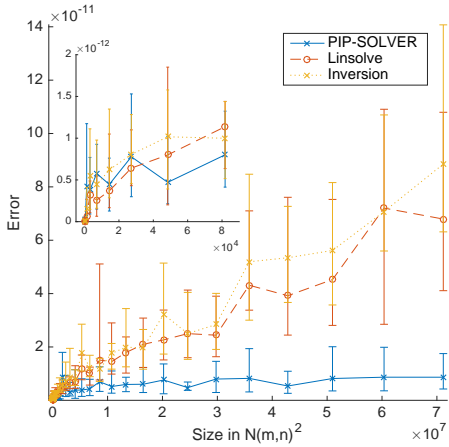 ×10⁻¹¹
14
12
10
8
6
4
2
Error
PIP-SOLVER
Linsolve
Inversion
×10⁻¹²
2
1.5
1
0.5
0
0 2 4 6 8
×10⁴
0 1 2 3 4 5 6 7
×10⁷
Size in N(m,n)²